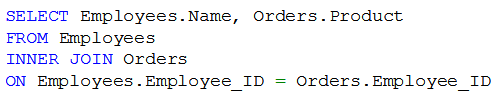 SELECT Employees.Name, Orders.Product
FROM Employees
INNER JOIN Orders
ON Employees.Employee_ID = Orders.Employee_ID